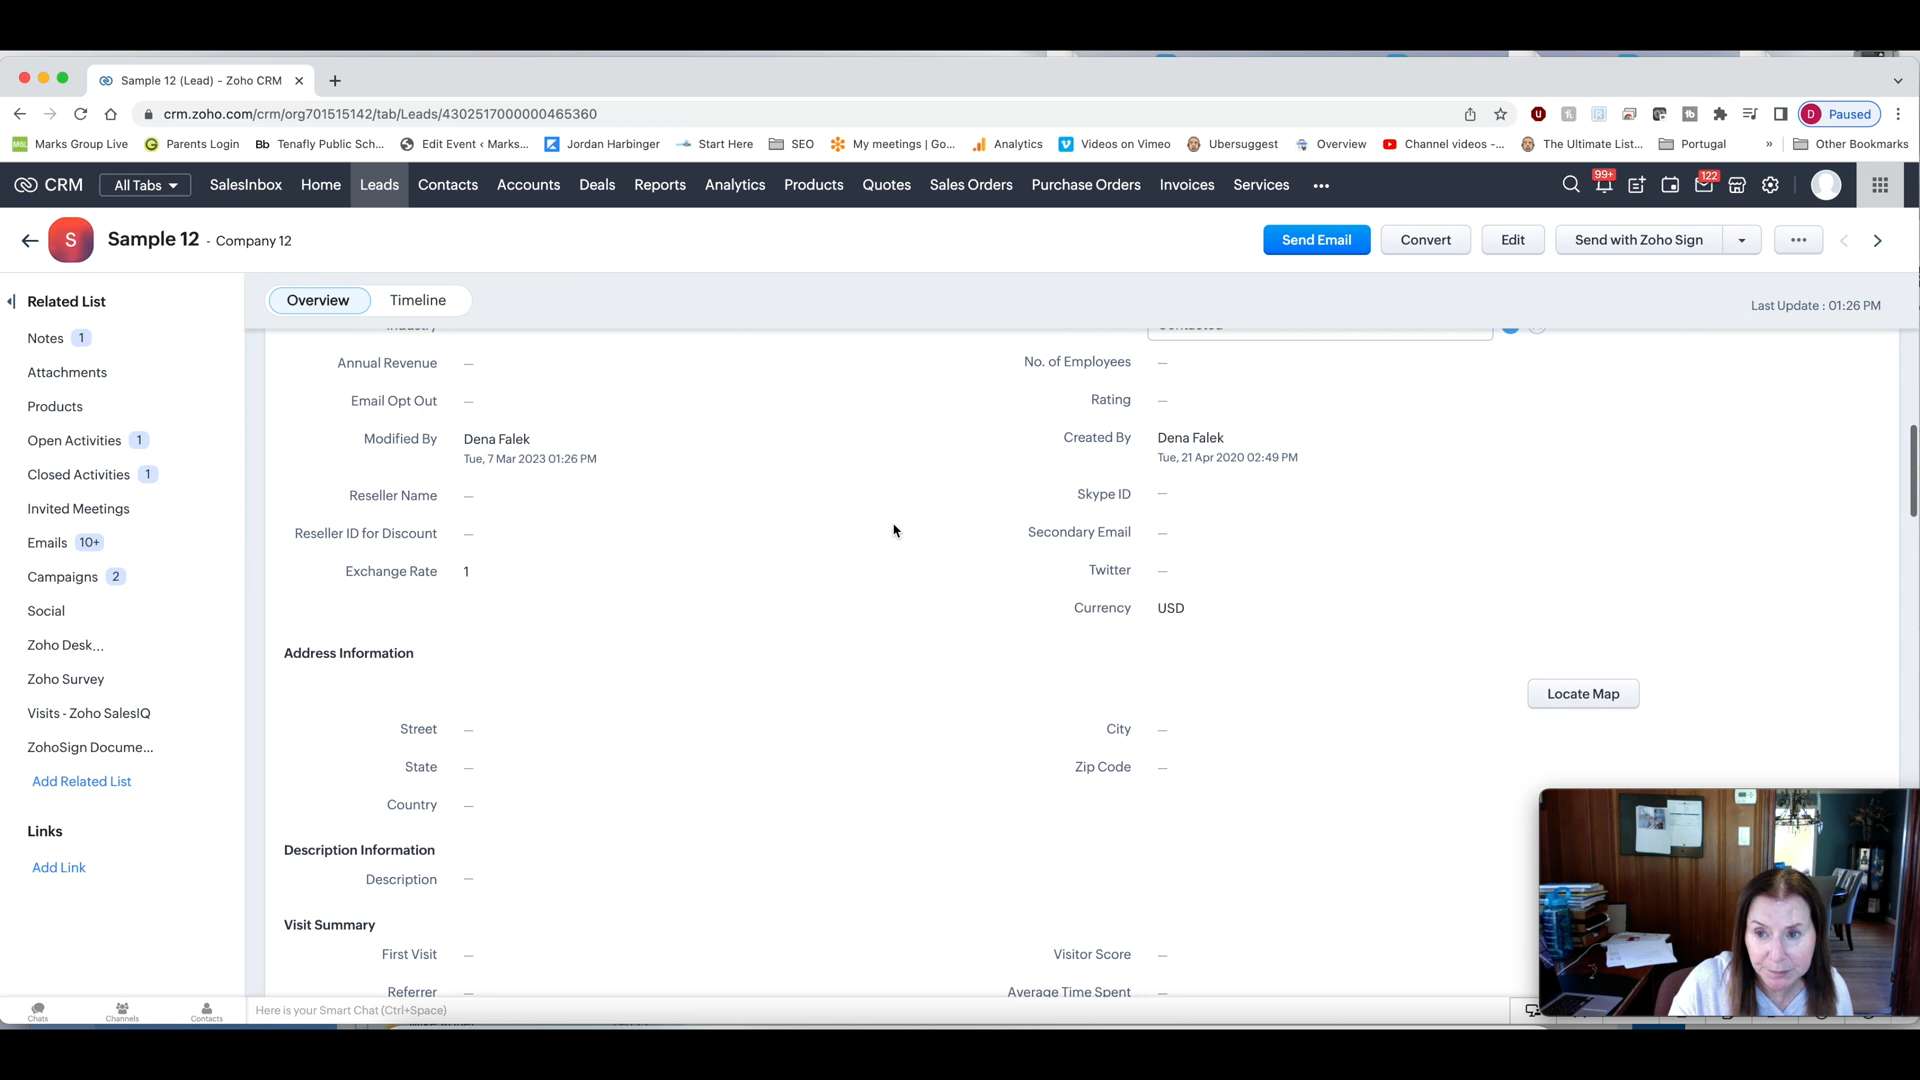 Sample 12 (Lead) - Zoho CRM
crm.zoho.com/crm/org701515142/tab/Leads/4302517000000465360
D Paused
MGL Marks Group Live
Parents Login
Bb Tenafly Public Sch...
Edit Event ‹ Marks...
Jordan Harbinger
Start Here
SEO
My meetings | Go...
Analytics
Videos on Vimeo
Ubersuggest
Overview
Channel videos -...
The Ultimate List...
Portugal
»
Other Bookmarks
CRM
All Tabs
SalesInbox
Home
Leads
Contacts
Accounts
Deals
Reports
Analytics
Products
Quotes
Sales Orders
Purchase Orders
Invoices
Services
99+
122
S
Sample 12 - Company 12
Send Email
Convert
Edit
Send with Zoho Sign
Related List
Overview
Timeline
Last Update : 01:26 PM
Notes 1
Attachments
Products
Open Activities 1
Closed Activities 1
Invited Meetings
Emails 10+
Campaigns 2
Social
Zoho Desk...
Zoho Survey
Visits - Zoho SalesIQ
ZohoSign Docume...
Add Related List
Links
Add Link
Industry
Contacted
Annual Revenue —
No. of Employees —
Email Opt Out —
Rating —
Modified By Dena Falek
Tue, 7 Mar 2023 01:26 PM
Created By Dena Falek
Tue, 21 Apr 2020 02:49 PM
Reseller Name —
Skype ID —
Reseller ID for Discount —
Secondary Email —
Exchange Rate 1
Twitter —
Currency USD
Address Information
Locate Map
Street —
City —
State —
Zip Code —
Country —
Description Information
Description —
Visit Summary
First Visit —
Visitor Score —
Referrer —
Average Time Spent —
Chats
Channels
Contacts
Here is your Smart Chat (Ctrl+Space)